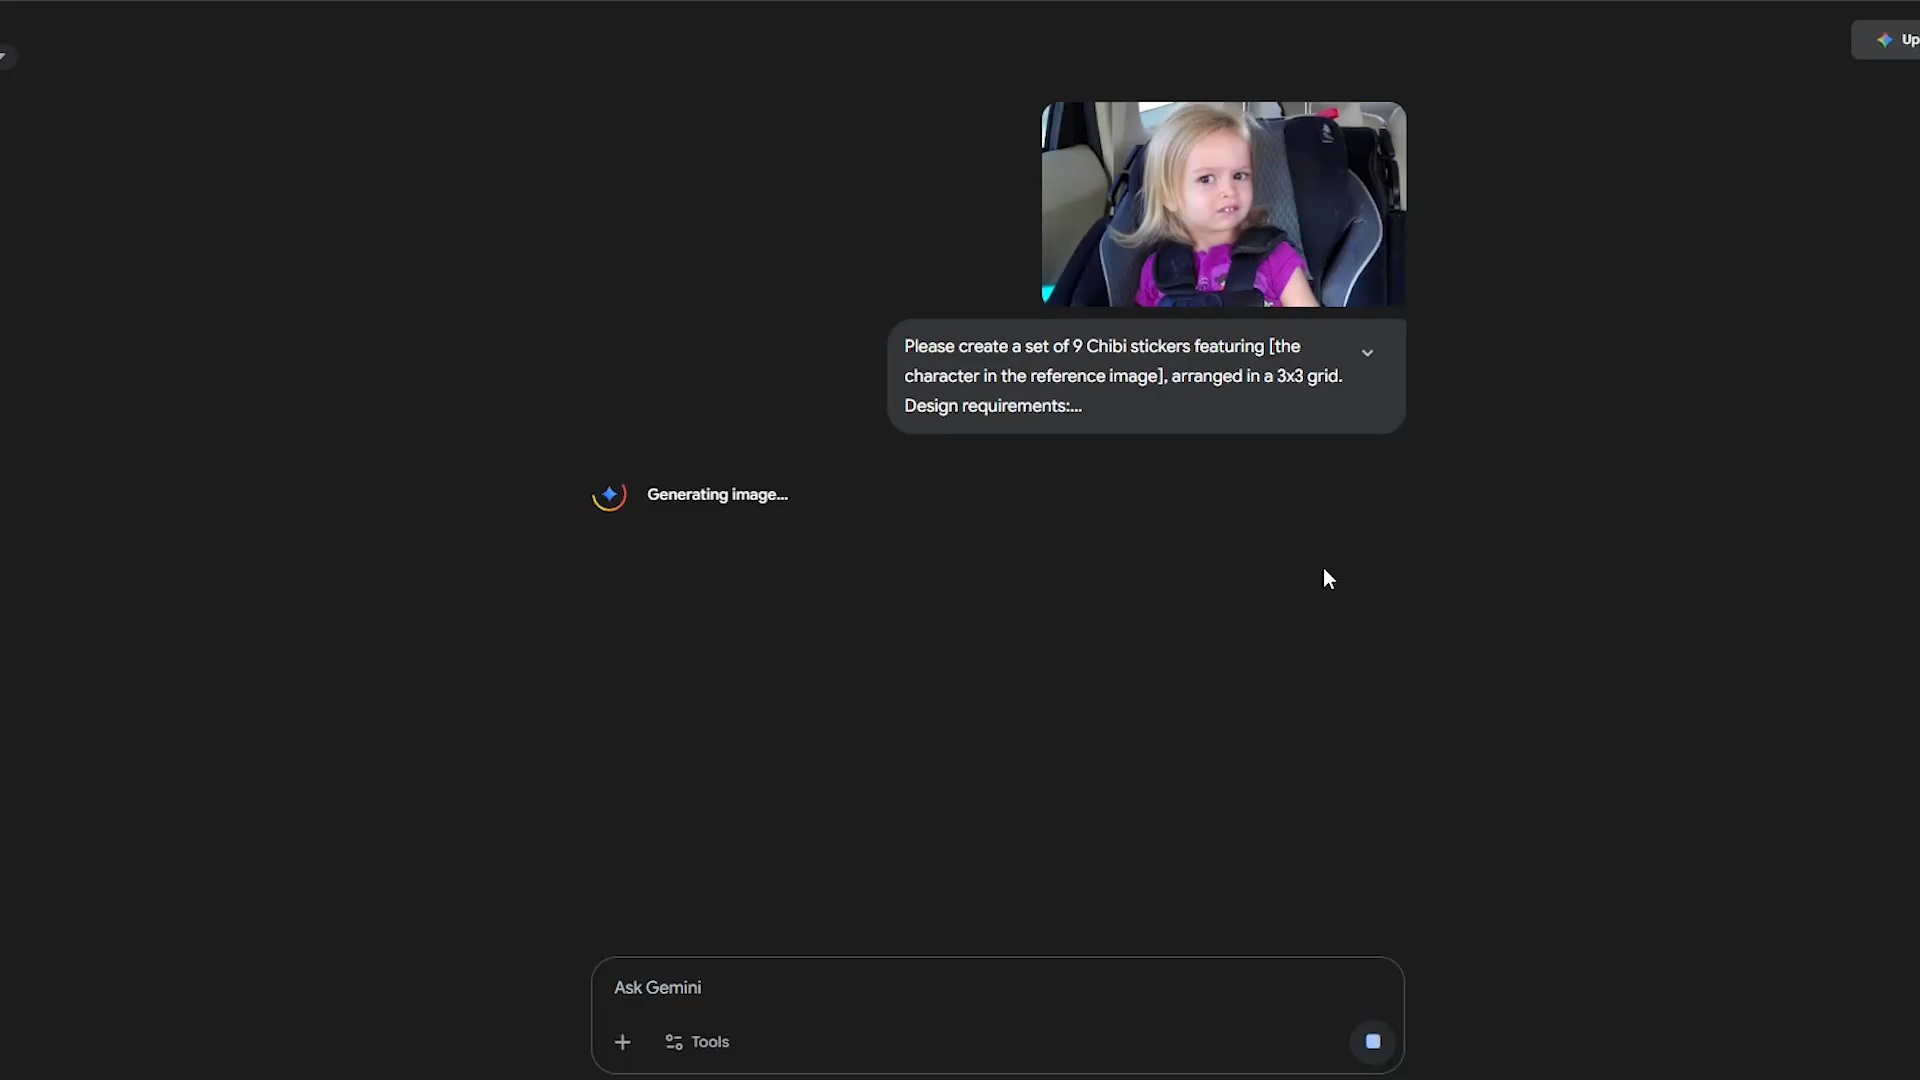 Up
Please create a set of 9 Chibi stickers featuring [the
character in the reference image], arranged in a 3x3 grid.
Design requirements:...
Generating image...
Ask Gemini
Tools